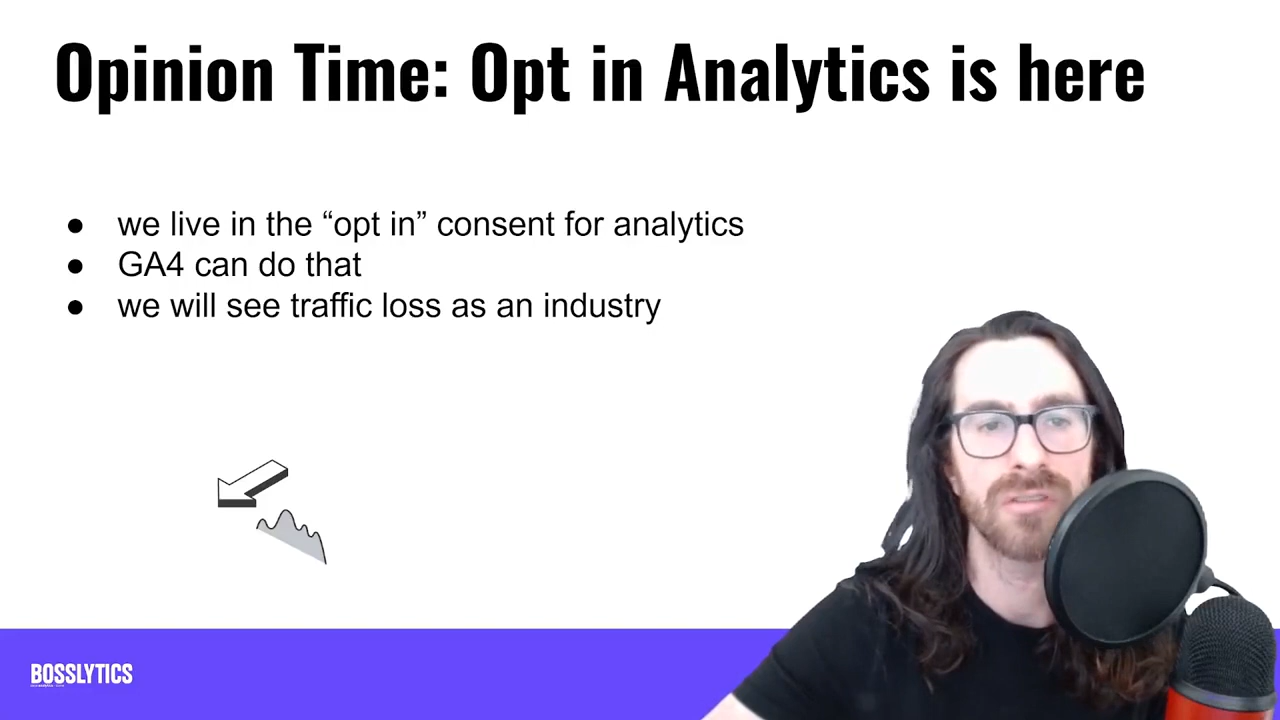 Opinion Time: Opt in Analytics is here
● we live in the “opt in” consent for analytics
● GA4 can do that
● we will see traffic loss as an industry
BOSSLYTICS